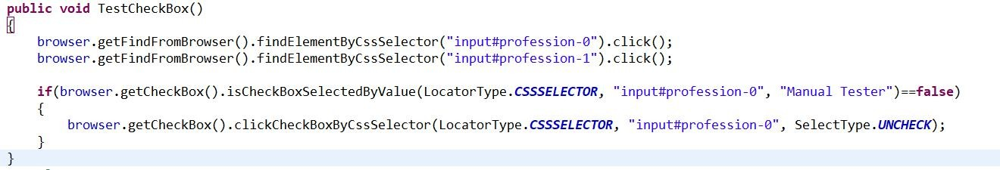 public void TestCheckBox()
{
    browser.getFindFromBrowser().findElementByCssSelector("input#profession-0").click();
    browser.getFindFromBrowser().findElementByCssSelector("input#profession-1").click();

    if(browser.getCheckBox().isCheckBoxSelectedByValue(LocatorType.CSSSELECTOR, "input#profession-0", "Manual Tester")==false)
    {
        browser.getCheckBox().clickCheckBoxByCssSelector(LocatorType.CSSSELECTOR, "input#profession-0", SelectType.UNCHECK);
    }
}